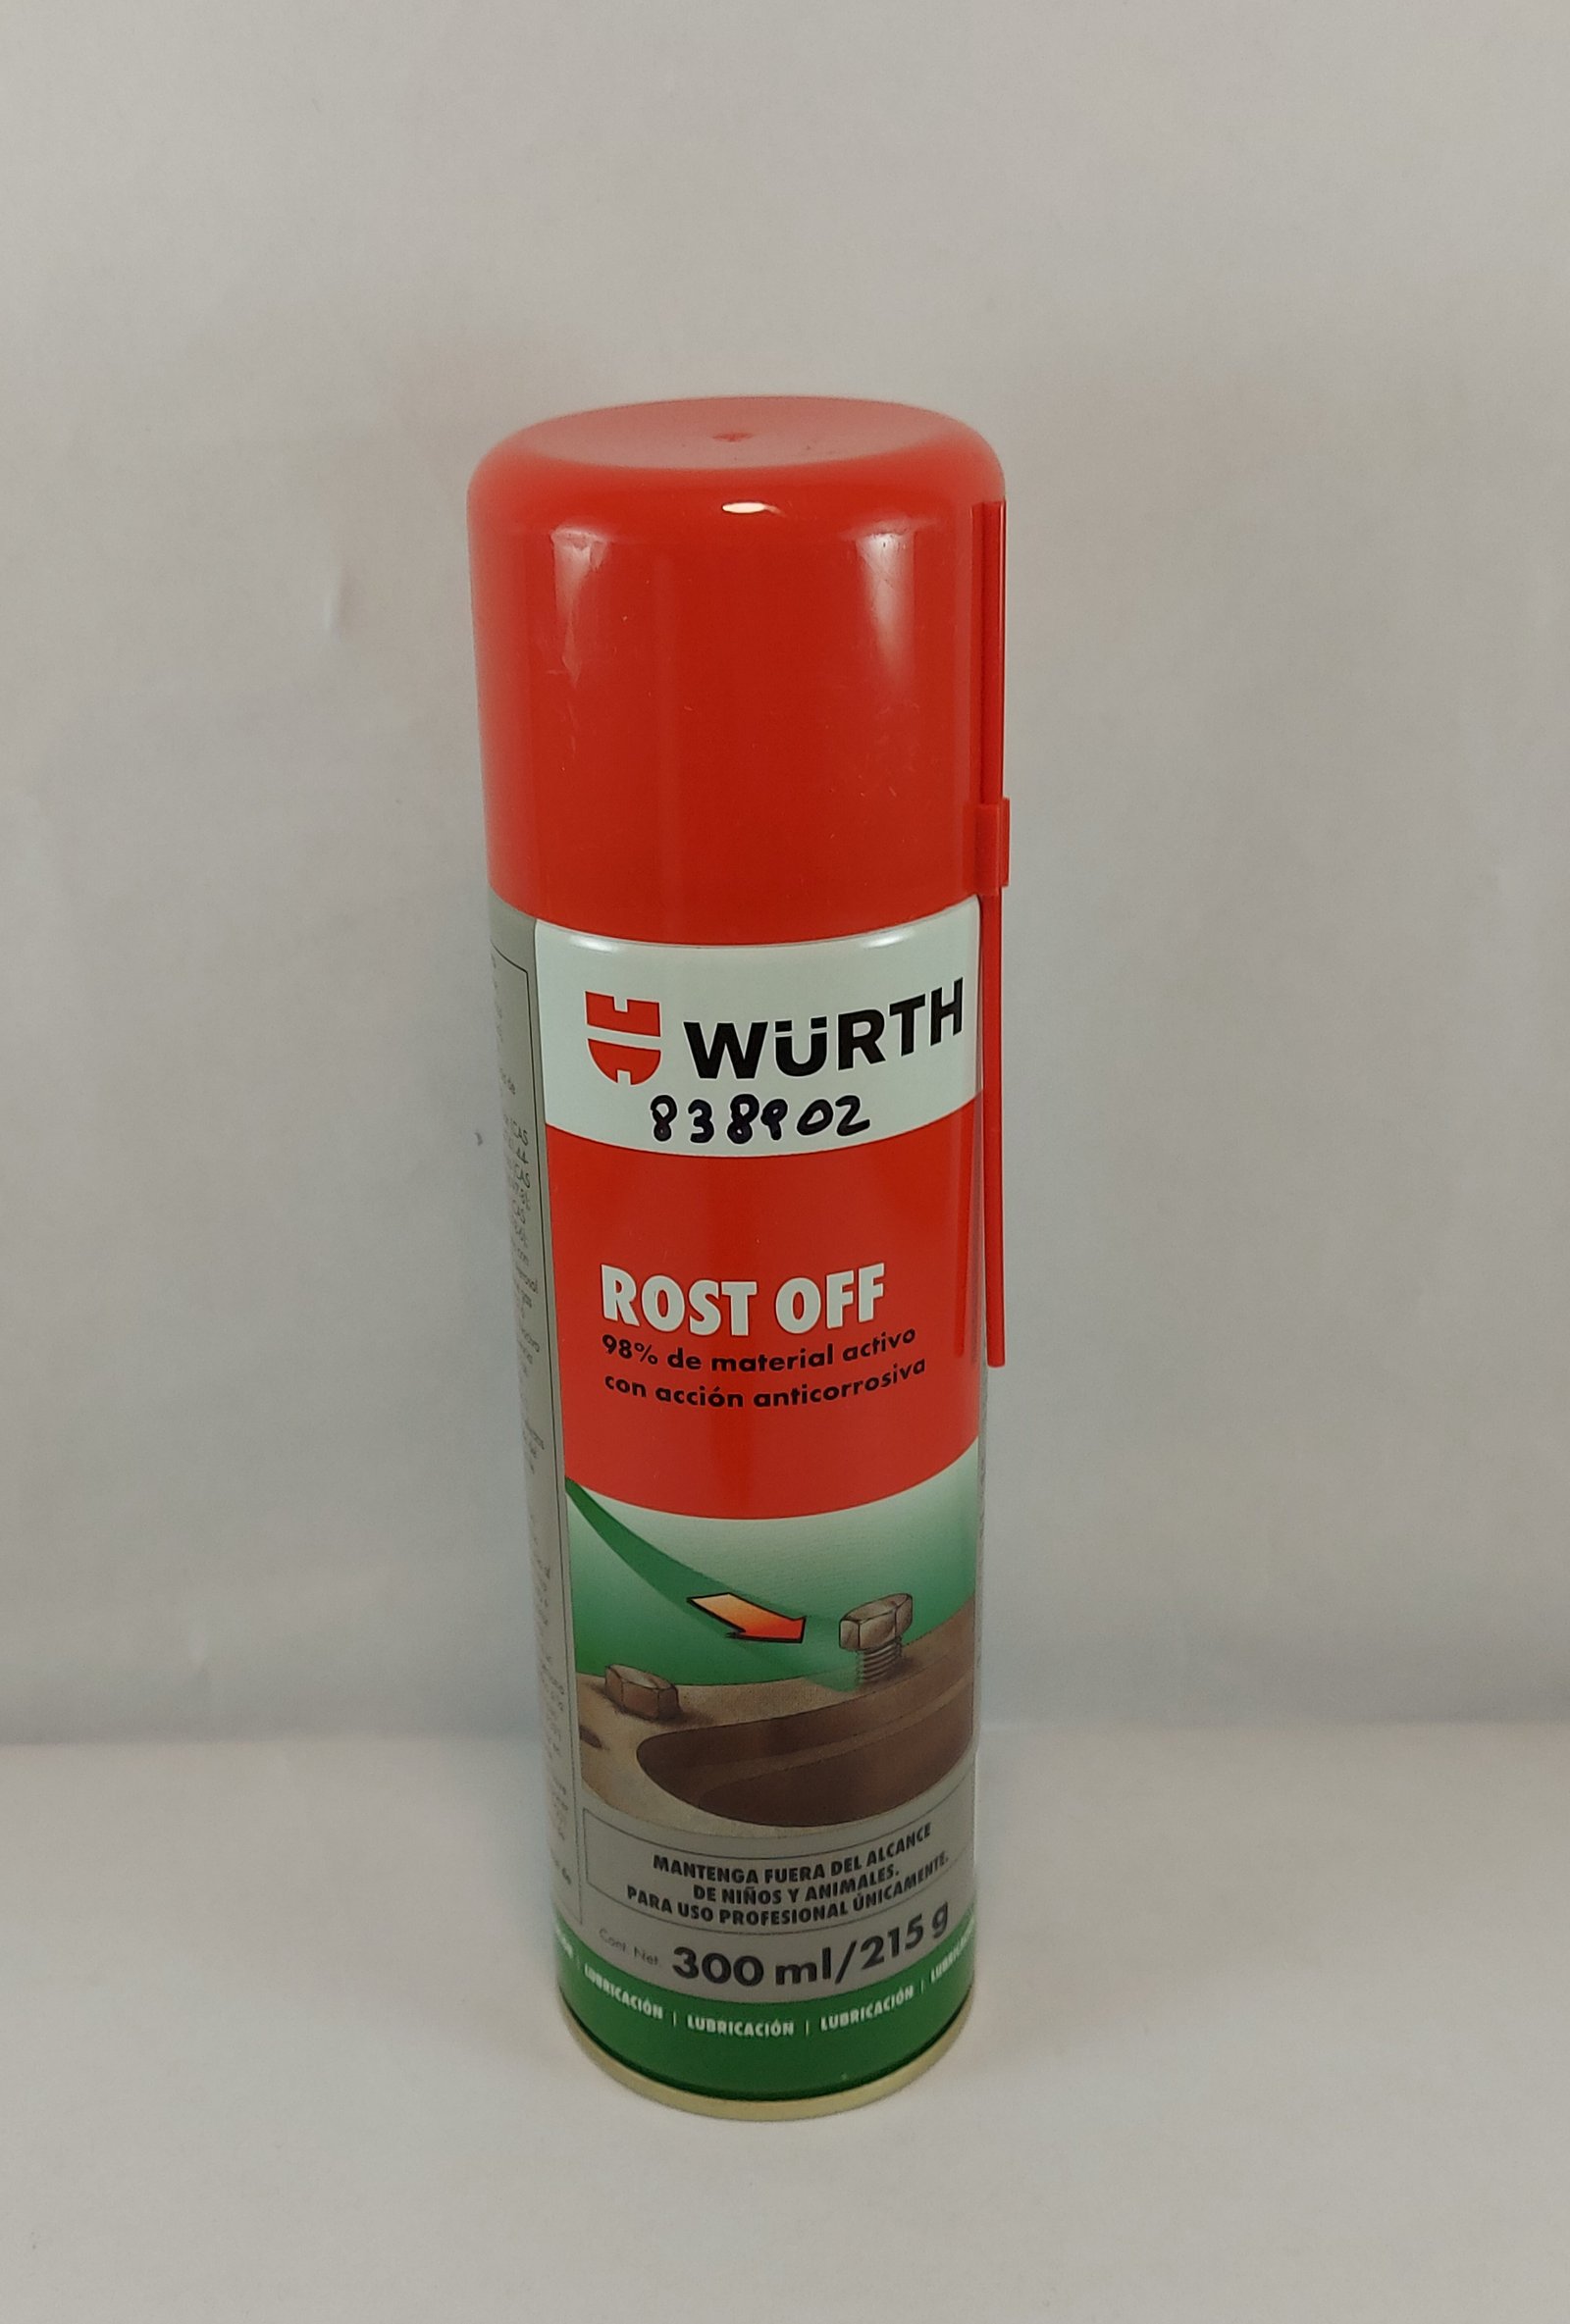 WÜRTH
838902
ROST OFF
98% de material activo
con acción anticorrosiva
MANTENGA FUERA DEL ALCANCE
DE NIÑOS Y ANIMALES.
PARA USO PROFESIONAL ÚNICAMENTE.
Cont. Net. 300 ml/215 g
LUBRICACIÓN | LUBRICACIÓN | LUBRICACIÓN